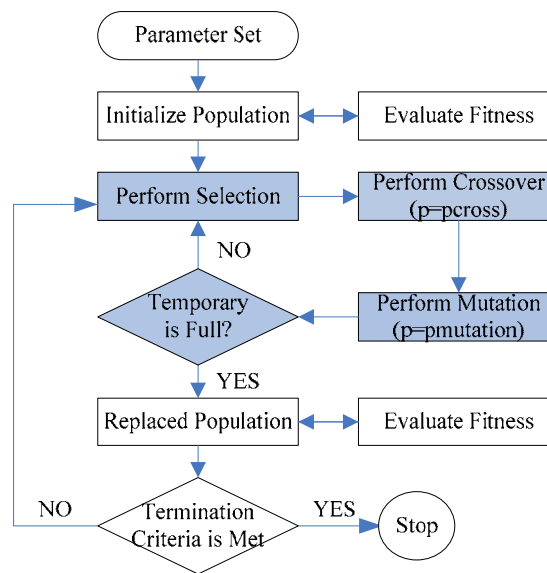 Parameter Set
Initialize Population
Evaluate Fitness
Perform Selection
Perform Crossover
(p=pcross)
NO
Temporary
is Full?
Perform Mutation
(p=pmutation)
YES
Replaced Population
Evaluate Fitness
NO
Termination
Criteria is Met
YES
Stop